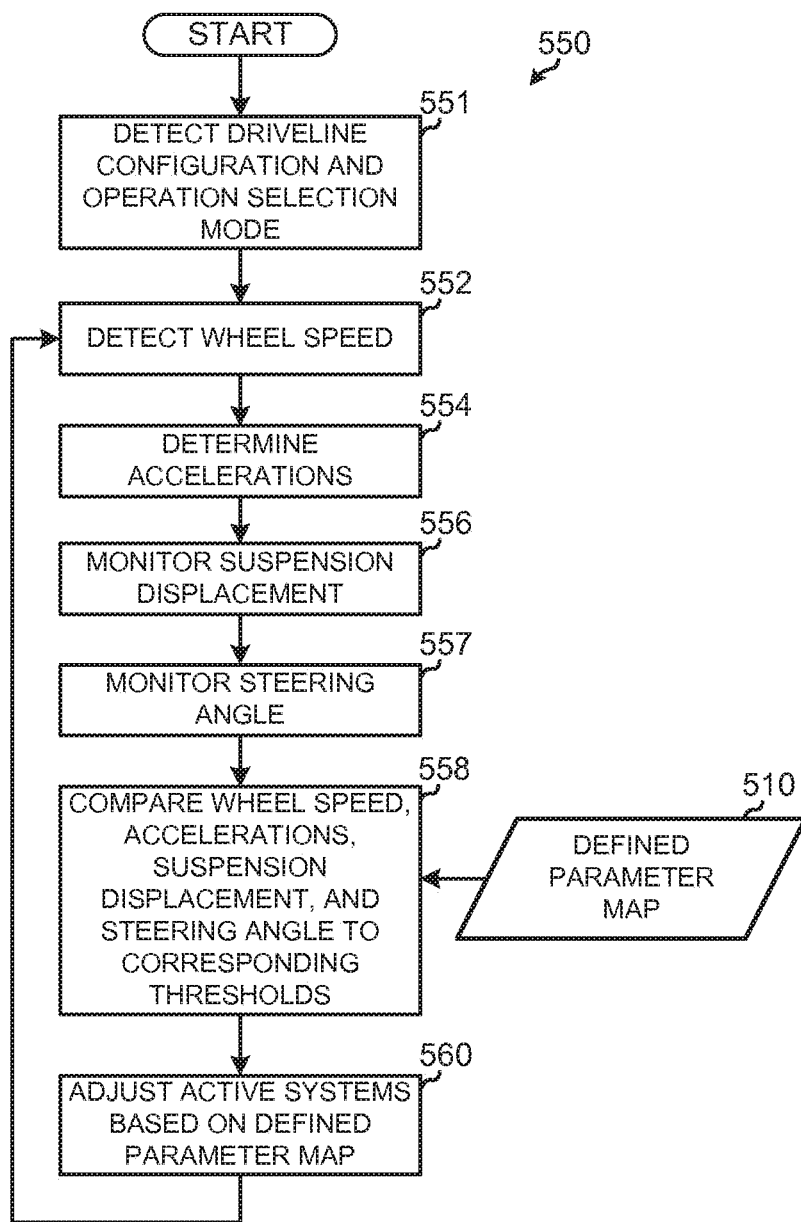 START
550
551
DETECT DRIVELINE
CONFIGURATION AND
OPERATION SELECTION
MODE
552
DETECT WHEEL SPEED
554
DETERMINE
ACCELERATIONS
556
MONITOR SUSPENSION
DISPLACEMENT
557
MONITOR STEERING
ANGLE
558
COMPARE WHEEL SPEED,
ACCELERATIONS,
SUSPENSION
DISPLACEMENT, AND
STEERING ANGLE TO
CORRESPONDING
THRESHOLDS
510
DEFINED
PARAMETER
MAP
560
ADJUST ACTIVE SYSTEMS
BASED ON DEFINED
PARAMETER MAP